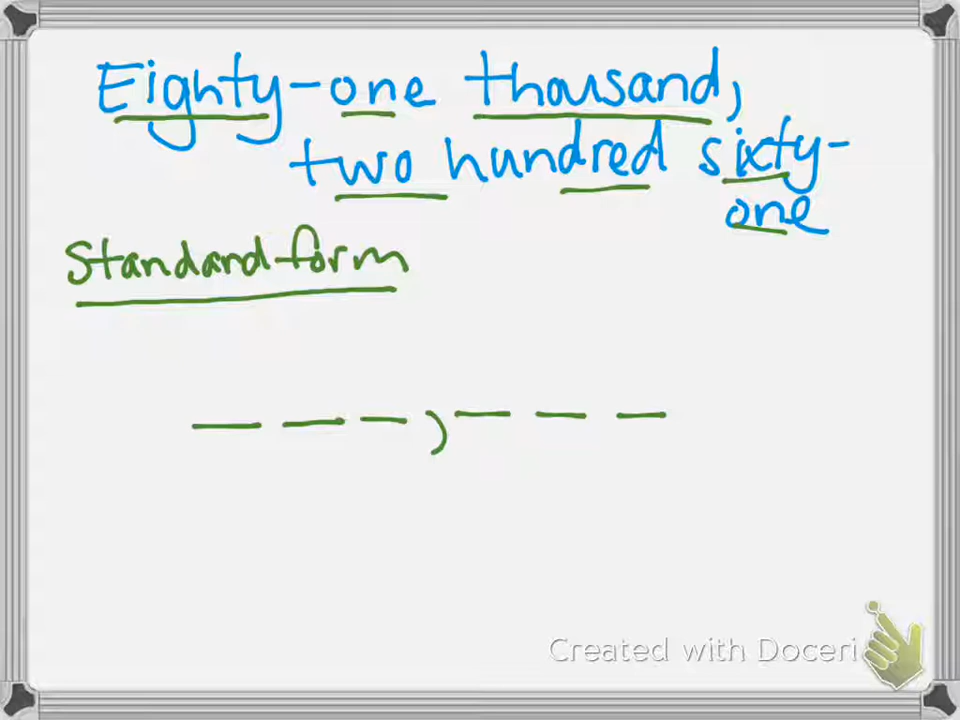 Eighty-one thousand,
two hundred sixty-
one
Standard form
_ _ _ , _ _ _
Created with Doceri